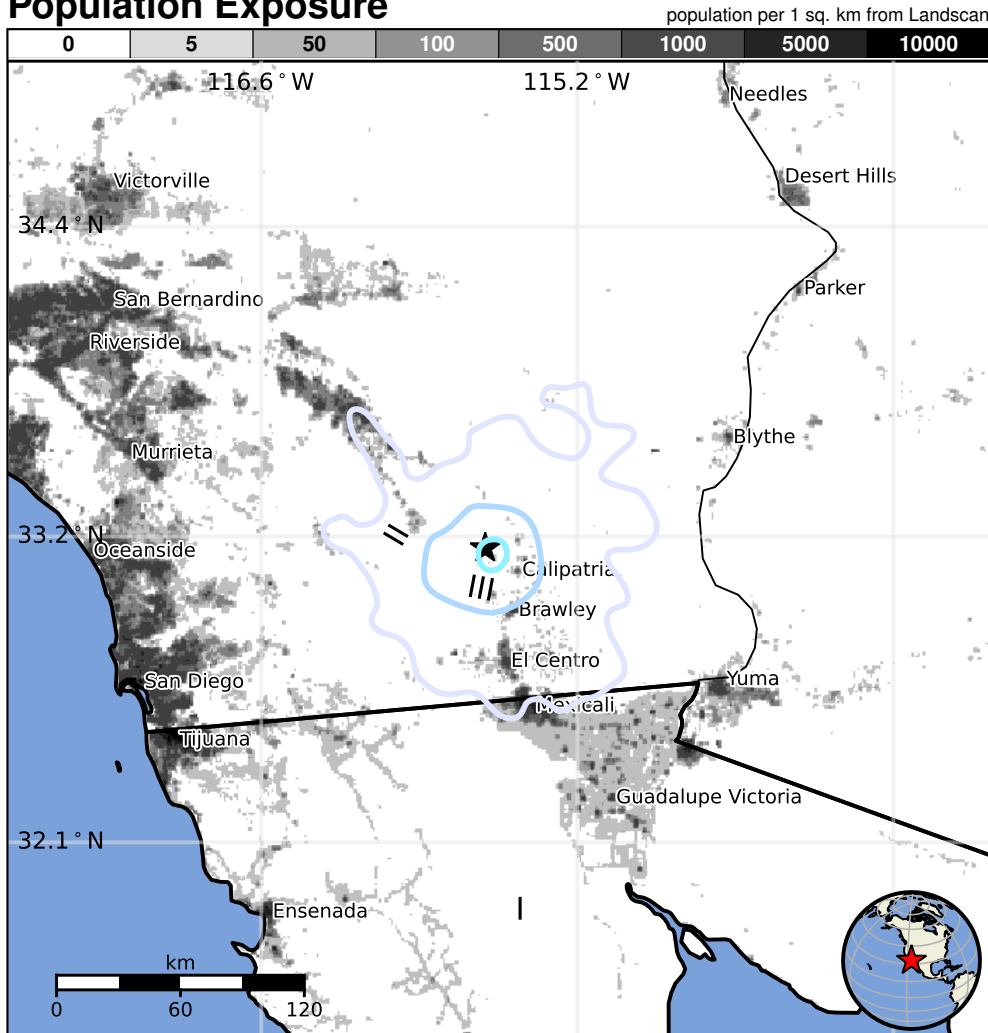 Population Exposure
population per 1 sq. km from Landscan
0 5 50 100 500 1000 5000 10000
116.6°W 115.2°W
Needles
Desert Hills
Victorville
34.4°N
Parker
San Bernardino
Riverside
Blythe
Murrieta
II
33.2°N
Oceanside
Calipatria
III
Brawley
El Centro
San Diego
Yuma
Mexicali
Tijuana
Guadalupe Victoria
32.1°N
I
Ensenada
km
0 60 120